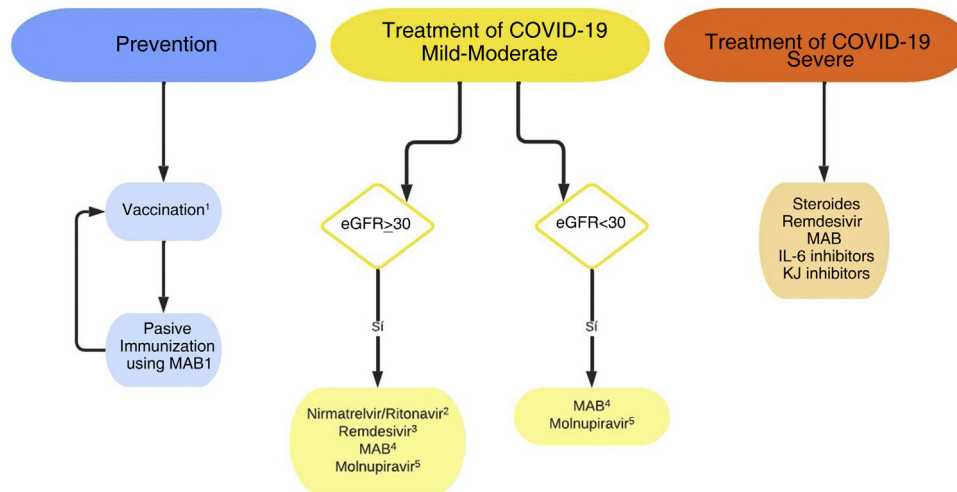 Prevention
Vaccination¹
Pasive
Immunization
using MAB1
Treatment of COVID-19
Mild-Moderate
eGFR≥30
Sí
Nirmatrelvir/Ritonavir²
Remdesivir³
MAB⁴
Molnupiravir⁵
eGFR<30
Sí
MAB⁴
Molnupiravir⁵
Treatment of COVID-19
Severe
Steroides
Remdesivir
MAB
IL-6 inhibitors
KJ inhibitors